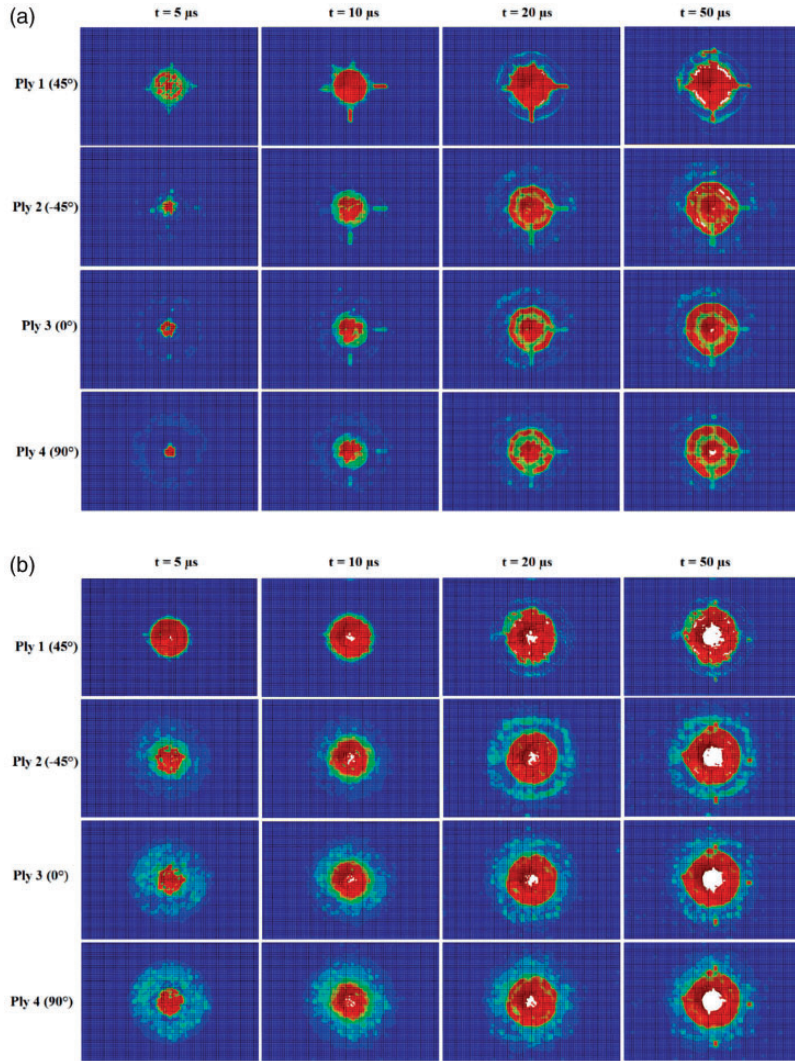 (a)
t = 5 µs t = 10 µs t = 20 µs t = 50 µs
Ply 1 (45°)
Ply 2 (-45°)
Ply 3 (0°)
Ply 4 (90°)
(b)
t = 5 µs t = 10 µs t = 20 µs t = 50 µs
Ply 1 (45°)
Ply 2 (-45°)
Ply 3 (0°)
Ply 4 (90°)